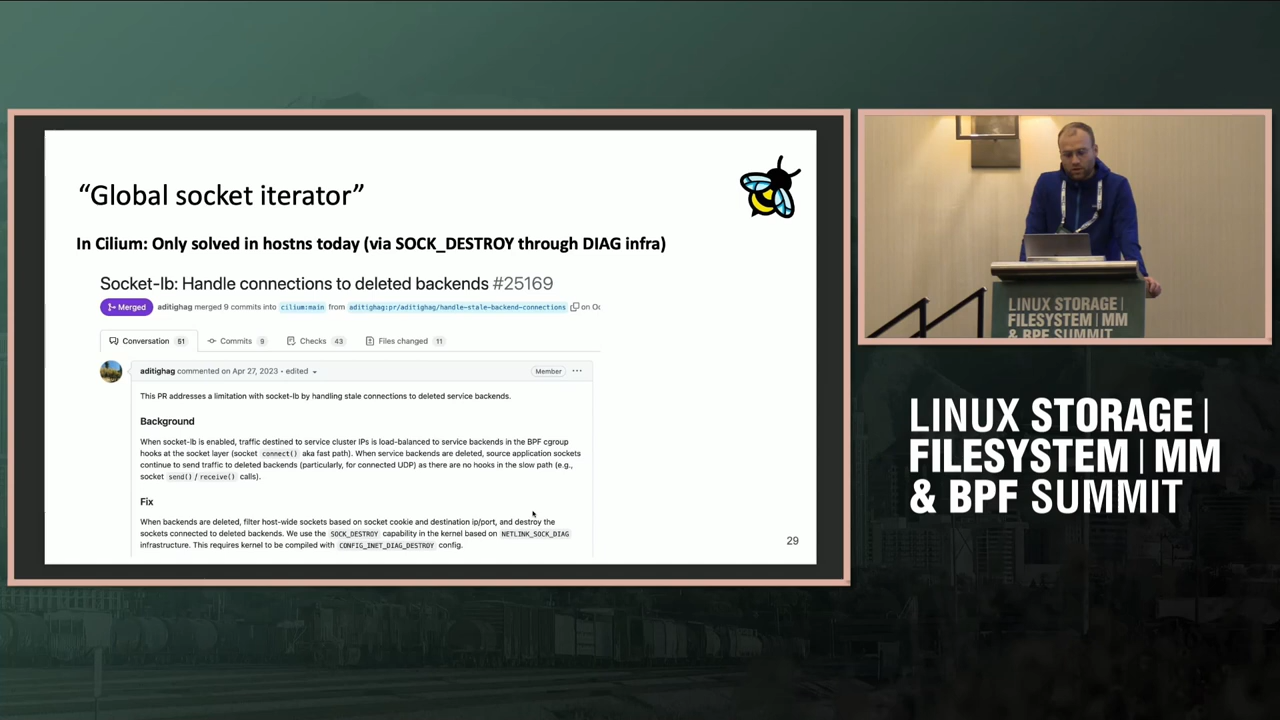 “Global socket iterator”
In Cilium: Only solved in hostns today (via SOCK_DESTROY through DIAG infra)
Socket-lb: Handle connections to deleted backends #25169
Merged aditighag merged 9 commits into cilium:main from aditighag:pr/aditighag/handle-stale-backend-connections on Oc
Conversation 61 Commits 9 Checks 43 Files changed 11
aditighag commented on Apr 27, 2023 • edited Member
This PR addresses a limitation with socket-lb by handling stale connections to deleted service backends.
Background
When socket-lb is enabled, traffic destined to service cluster IPs is load-balanced to service backends in the BPF cgroup
hooks at the socket layer (socket connect() aka fast path). When service backends are deleted, source application sockets
continue to send traffic to deleted backends (particularly, for connected UDP) as there are no hooks in the slow path (e.g.,
socket send() / receive() calls).
Fix
When backends are deleted, filter host-wide sockets based on socket cookie and destination ip/port, and destroy the
sockets connected to deleted backends. We use the SOCK_DESTROY capability in the kernel based on NETLINK_SOCK_DIAG
infrastructure. This requires kernel to be compiled with CONFIG_INET_DIAG_DESTROY config.
29
LINUX STORAGE |
FILESYSTEM | MM
& BPF SUMMIT
LINUX STORAGE |
FILESYSTEM | MM
& BPF SUMMIT